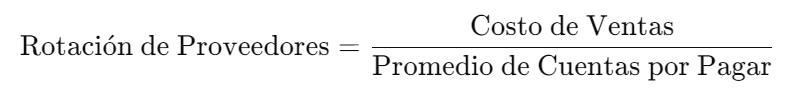 Rotación de Proveedores = Costo de Ventas / Promedio de Cuentas por Pagar